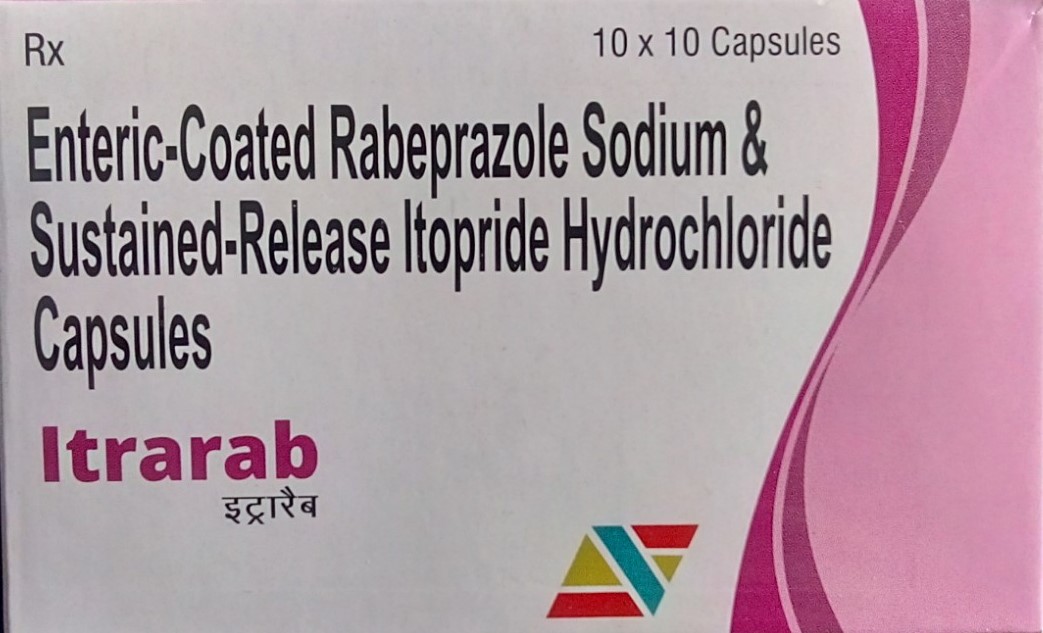 Rx
10 x 10 Capsules
Enteric-Coated Rabeprazole Sodium &
Sustained-Release Itopride Hydrochloride
Capsules
Itrarab
इट्रारैब